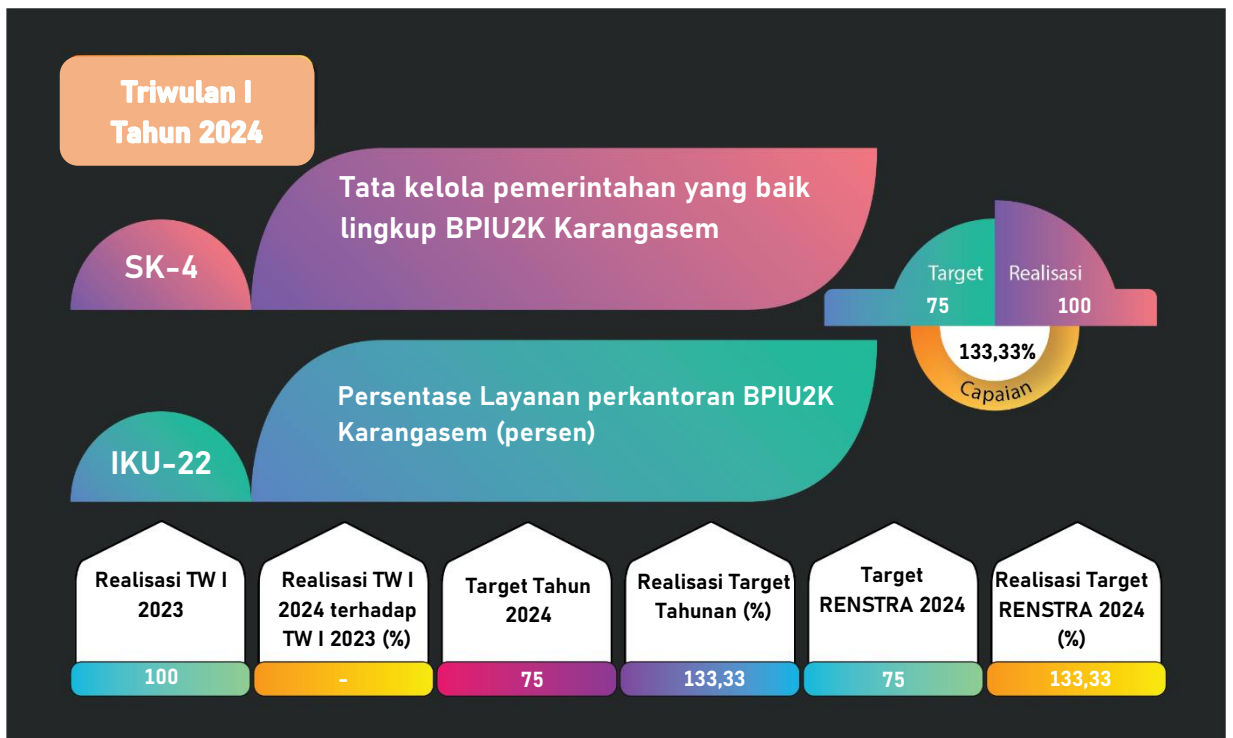 Triwulan I
Tahun 2024
Tata kelola pemerintahan yang baik
lingkup BPIU2K Karangasem
SK-4
Target
Realisasi
75
100
133,33%
Capaian
Persentase Layanan perkantoran BPIU2K
Karangasem (persen)
IKU-22
Realisasi TW I
2023
100
Realisasi TW I
2024 terhadap
TW I 2023 (%)
-
Target Tahun
2024
75
Realisasi Target
Tahunan (%)
133,33
Target
RENSTRA 2024
75
Realisasi Target
RENSTRA 2024
(%)
133,33